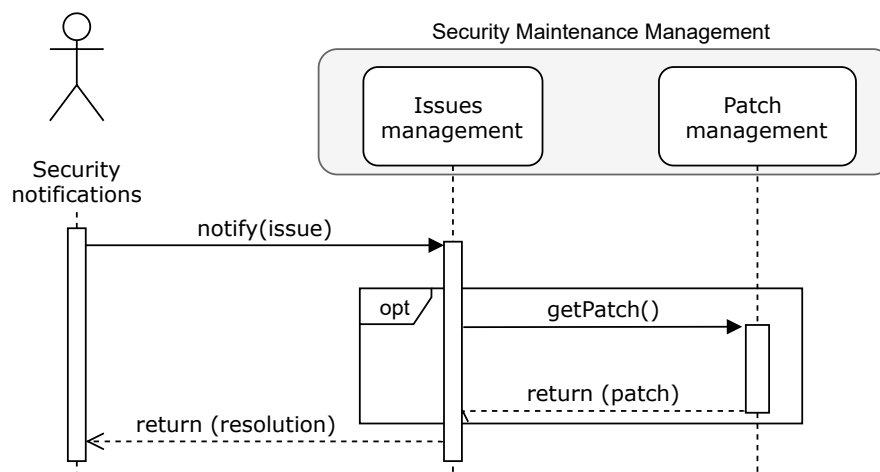 Security Maintenance Management
Issues
management
Patch
management
Security
notifications
notify(issue)
opt
getPatch()
return (patch)
return (resolution)